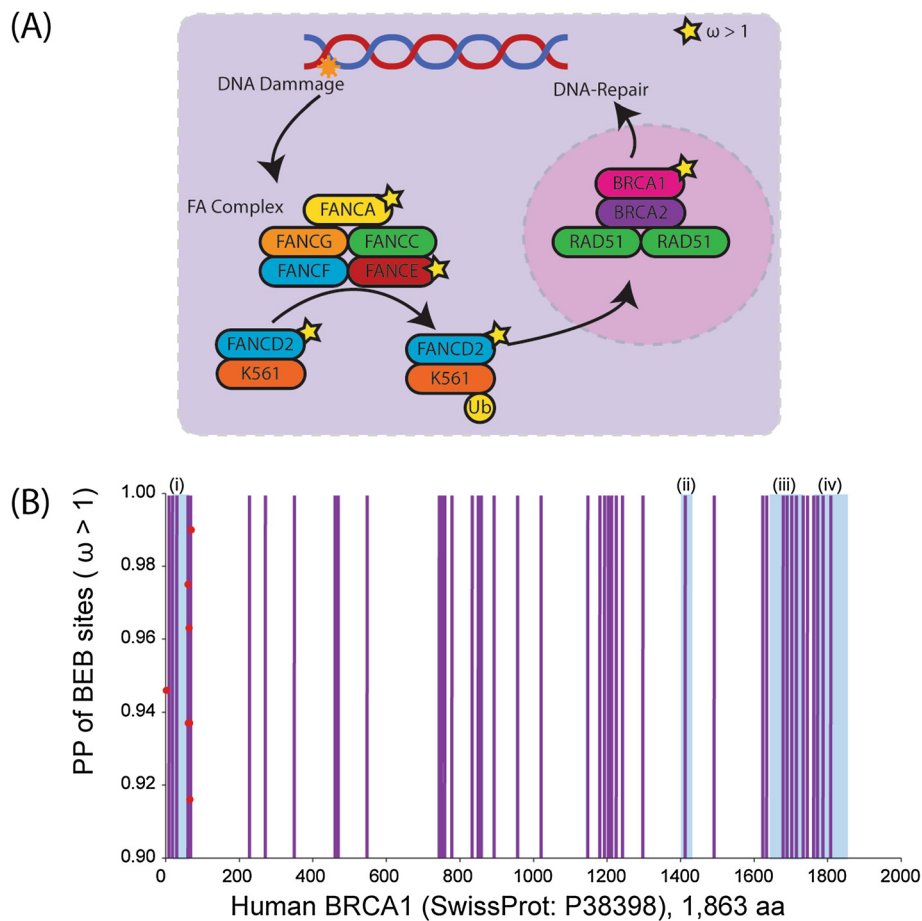 (A)
ω > 1
DNA Dammage
DNA-Repair
FA Complex
FANCA
FANCG
FANCC
FANCF
FANCE
BRCA1
BRCA2
RAD51
RAD51
FANCD2
K561
FANCD2
K561
Ub
(B)
(i)
(ii)
(iii)
(iv)
PP of BEB sites ( ω > 1)
1.00
0.98
0.96
0.94
0.92
0.90
0
200
400
600
800
1000
1200
1400
1600
1800
2000
Human BRCA1 (SwissProt: P38398), 1,863 aa